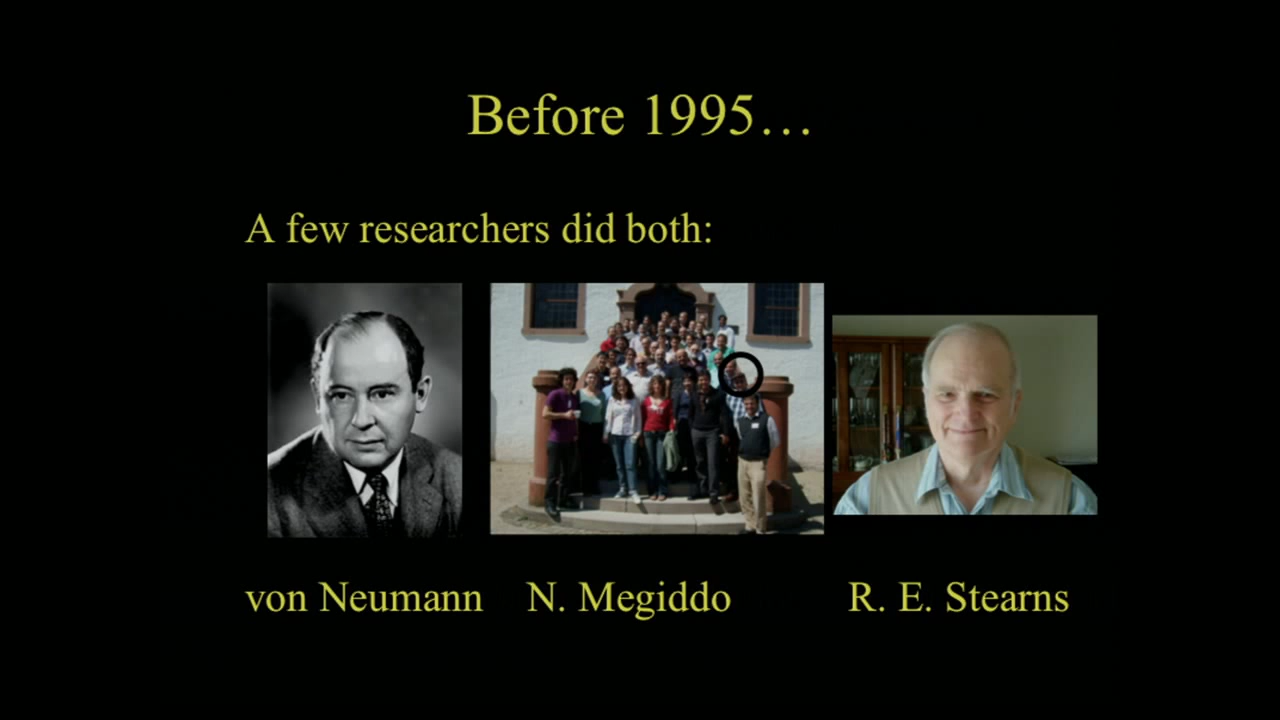 Before 1995…
A few researchers did both:
von Neumann N. Megiddo R. E. Stearns